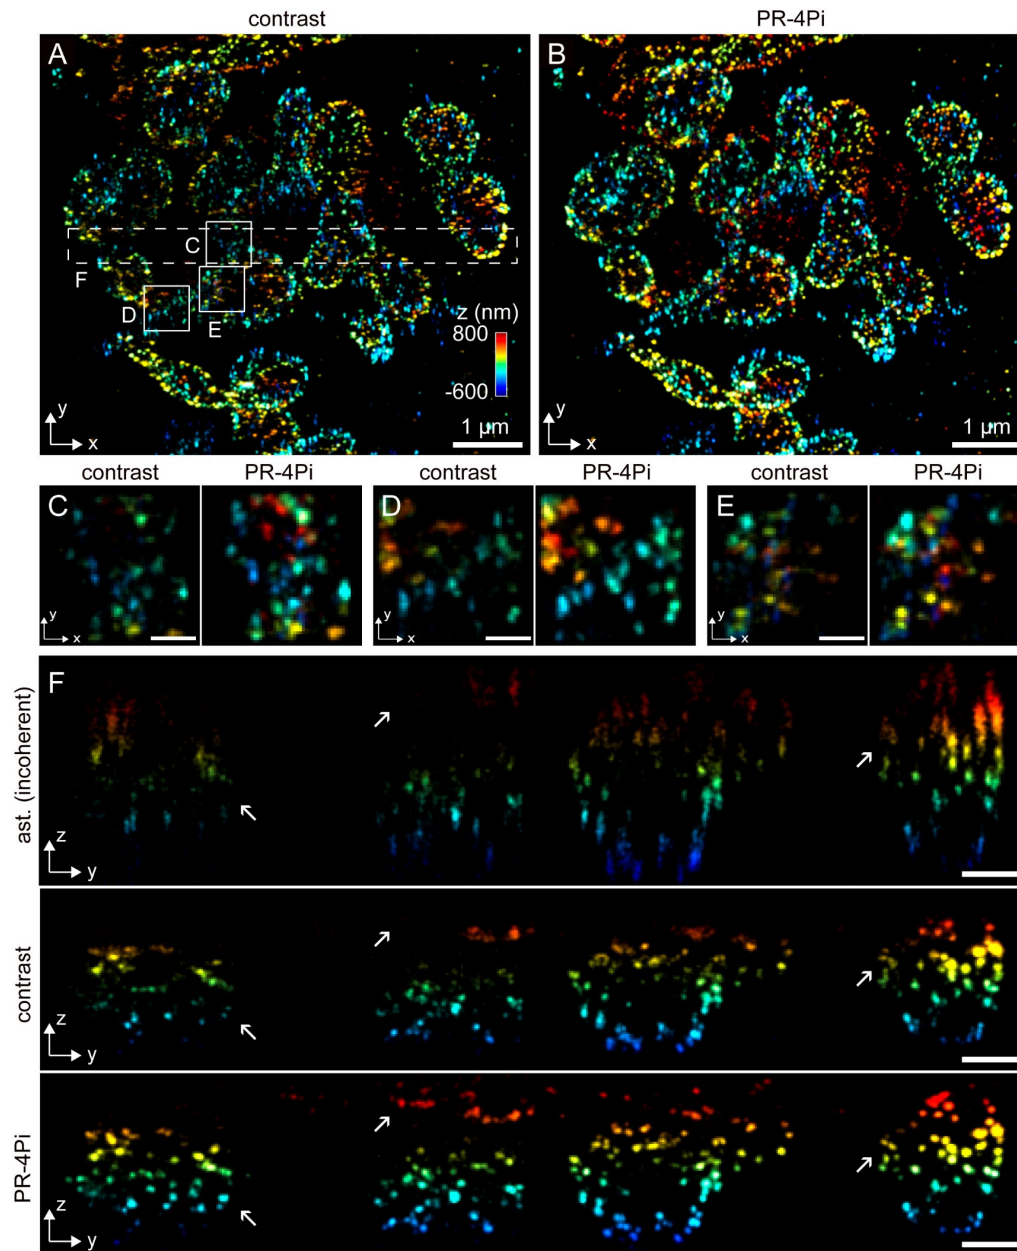 contrast
PR-4Pi
A
B
C
F
D
E
z (nm)
800
-600
y
x
1 µm
y
x
1 µm
contrast
PR-4Pi
contrast
PR-4Pi
contrast
PR-4Pi
C
D
E
y
x
y
x
y
x
F
ast. (incoherent)
z
y
contrast
z
y
PR-4Pi
z
y